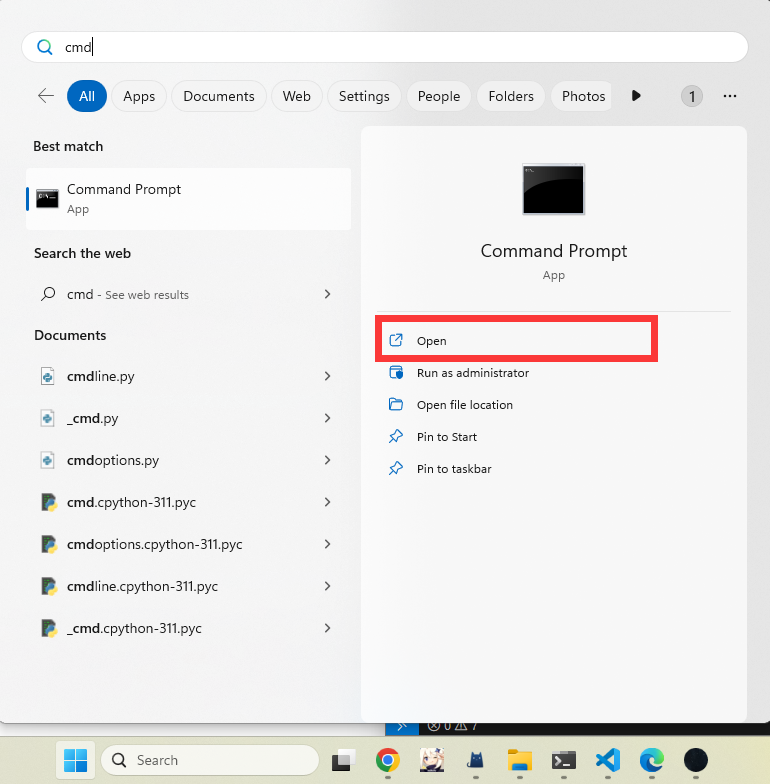 cmd
All Apps Documents Web Settings People Folders Photos 1 ...
Best match
Command Prompt
App
Search the web
cmd - See web results
Documents
cmdline.py
_cmd.py
cmdoptions.py
cmd.cpython-311.pyc
cmdoptions.cpython-311.pyc
cmdline.cpython-311.pyc
_cmd.cpython-311.pyc
Command Prompt
App
Open
Run as administrator
Open file location
Pin to Start
Pin to taskbar
0 7
Search